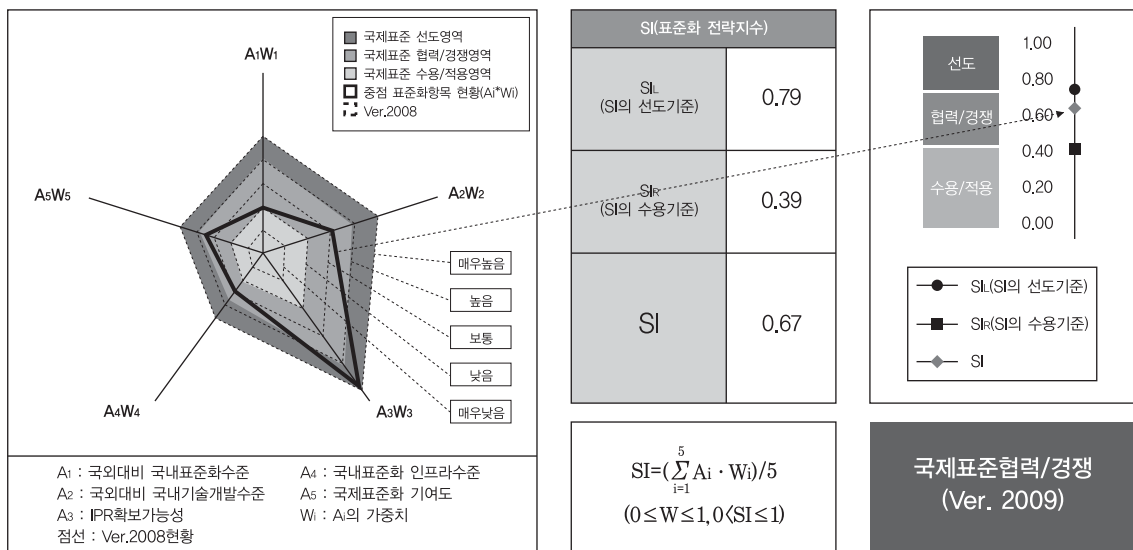 국제표준 선도영역
국제표준 협력/경쟁영역
국제표준 수용/적용영역
중점 표준화항목 현황(Ai*Wi)
Ver.2008
A1W1
A2W2
A3W3
A4W4
A5W5
매우높음
높음
보통
낮음
매우낮음
A1 : 국외대비 국내표준화수준
A2 : 국외대비 국내기술개발수준
A3 : IPR확보가능성
점선 : Ver.2008현황
A4 : 국내표준화 인프라수준
A5 : 국제표준화 기여도
Wi : Ai의 가중치
SI(표준화 전략지수)
SIL
(SI의 선도기준)
0.79
SIR
(SI의 수용기준)
0.39
SI
0.67
SI=(∑Ai · Wi)/5
5
i=1
(0≤W≤1, 0<SI≤1)
선도
협력/경쟁
수용/적용
1.00
0.80
0.60
0.40
0.20
0.00
SIL(SI의 선도기준)
SIR(SI의 수용기준)
SI
국제표준협력/경쟁
(Ver. 2009)